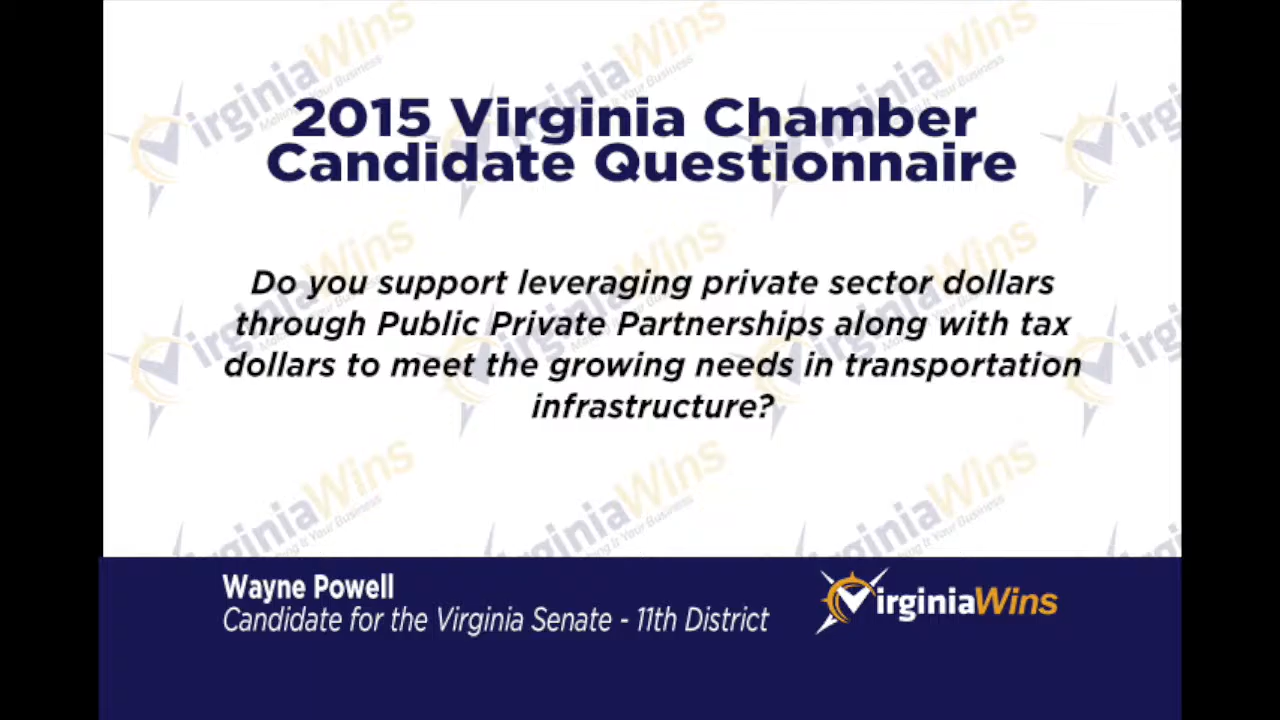 2015 Virginia Chamber
Candidate Questionnaire
Do you support leveraging private sector dollars
through Public Private Partnerships along with tax
dollars to meet the growing needs in transportation
infrastructure?
Wayne Powell
Candidate for the Virginia Senate - 11th District
VirginiaWins